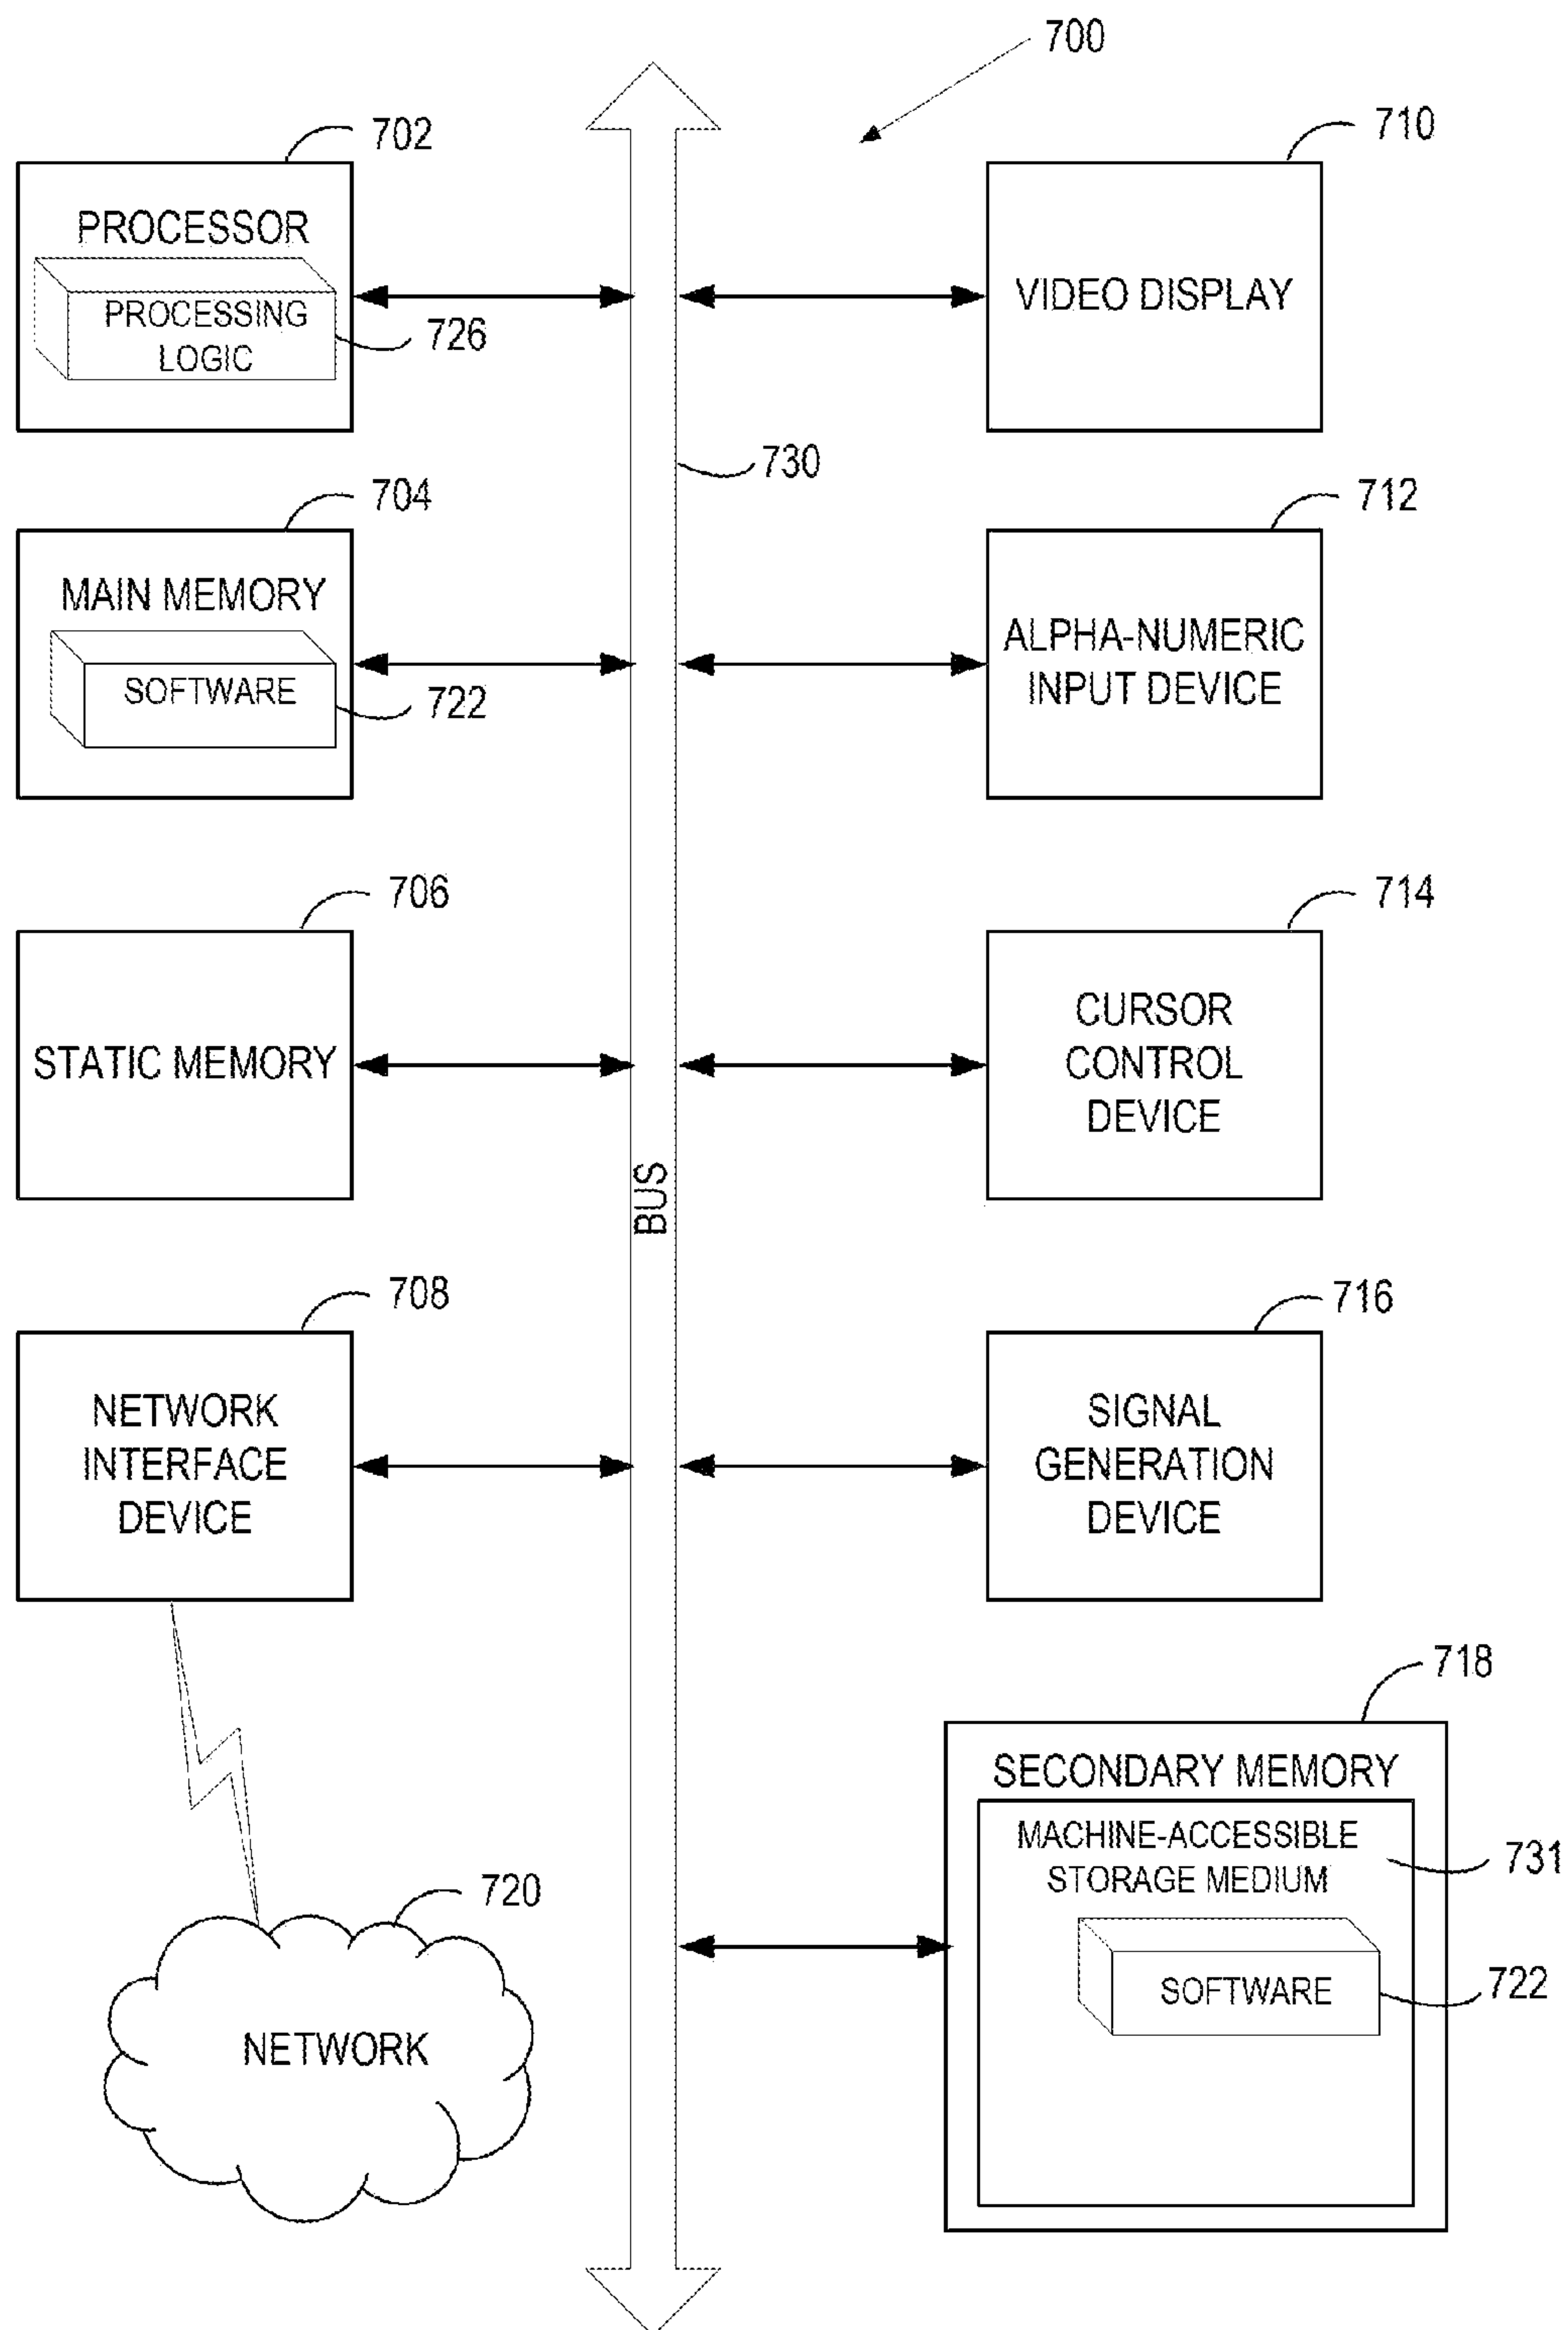 700
702
PROCESSOR
PROCESSING
LOGIC
726
710
VIDEO DISPLAY
730
704
MAIN MEMORY
SOFTWARE
722
712
ALPHA-NUMERIC
INPUT DEVICE
706
STATIC MEMORY
714
CURSOR
CONTROL
DEVICE
BUS
708
NETWORK
INTERFACE
DEVICE
716
SIGNAL
GENERATION
DEVICE
718
SECONDARY MEMORY
MACHINE-ACCESSIBLE
STORAGE MEDIUM
731
SOFTWARE
722
720
NETWORK